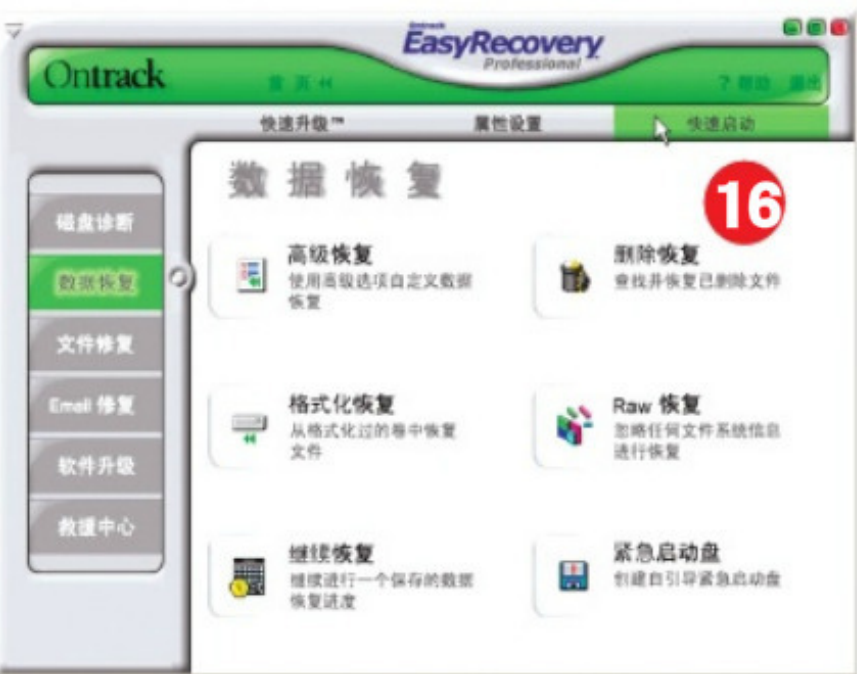 Ontrack
EasyRecovery
Professional
Ontrack
首页
? 帮助 退出
快速升级™ 属性设置 快速启动
数据恢复
16
磁盘诊断
数据恢复
文件修复
Email 修复
软件升级
救援中心
高级恢复
使用高级选项自定义数据
恢复
删除恢复
查找并恢复已删除文件
格式化恢复
从格式化过的卷中恢复
文件
Raw 恢复
忽略任何文件系统信息
进行恢复
继续恢复
继续进行一个保存的数据
恢复进度
紧急启动盘
创建自引导紧急启动盘